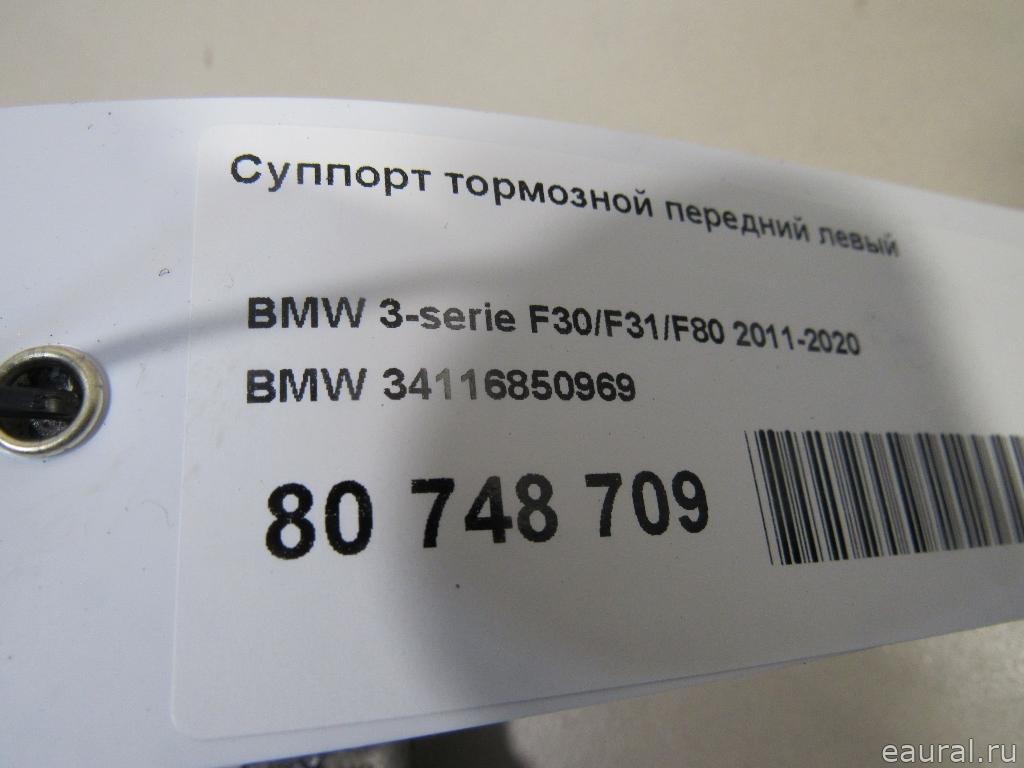 Суппорт тормозной передний левый
BMW 3-serie F30/F31/F80 2011-2020
BMW 34116850969
80 748 709
eaural.ru